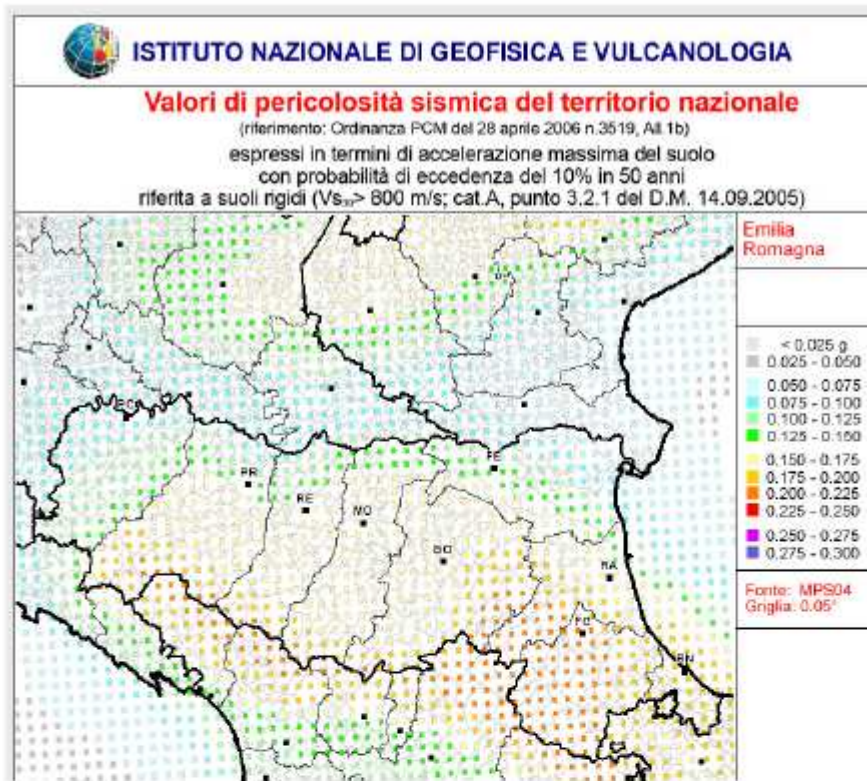 ISTITUTO NAZIONALE DI GEOFISICA E VULCANOLOGIA
Valori di pericolosità sismica del territorio nazionale
(riferimento: Ordinanza PCM del 28 aprile 2006 n.3519, All.1b)
espressi in termini di accelerazione massima del suolo
con probabilità di eccedenza del 10% in 50 anni
riferita a suoli rigidi (Vs₃₀> 800 m/s; cat.A, punto 3.2.1 del D.M. 14.09.2005)
Emilia
Romagna
< 0.025 g
0.025 - 0.050
0.050 - 0.075
0.075 - 0.100
0.100 - 0.125
0.125 - 0.150
0.150 - 0.175
0.175 - 0.200
0.200 - 0.225
0.225 - 0.250
0.250 - 0.275
0.275 - 0.300
PR
FE
RE
MO
BO
RA
Fonte: MPS04
Griglia: 0.05°
FO
RN